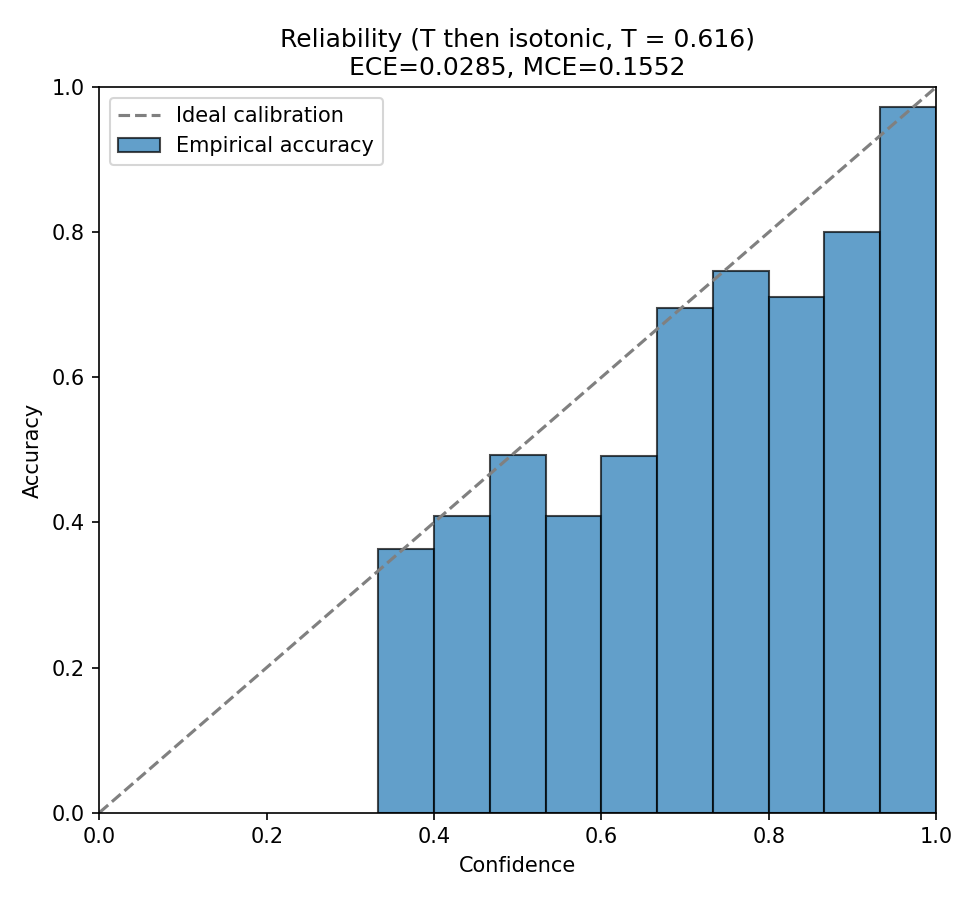 Reliability (T then isotonic, T = 0.616)
ECE=0.0285, MCE=0.1552
Ideal calibration
Empirical accuracy
Accuracy
1.0
0.8
0.6
0.4
0.2
0.0
0.0 0.2 0.4 0.6 0.8 1.0
Confidence